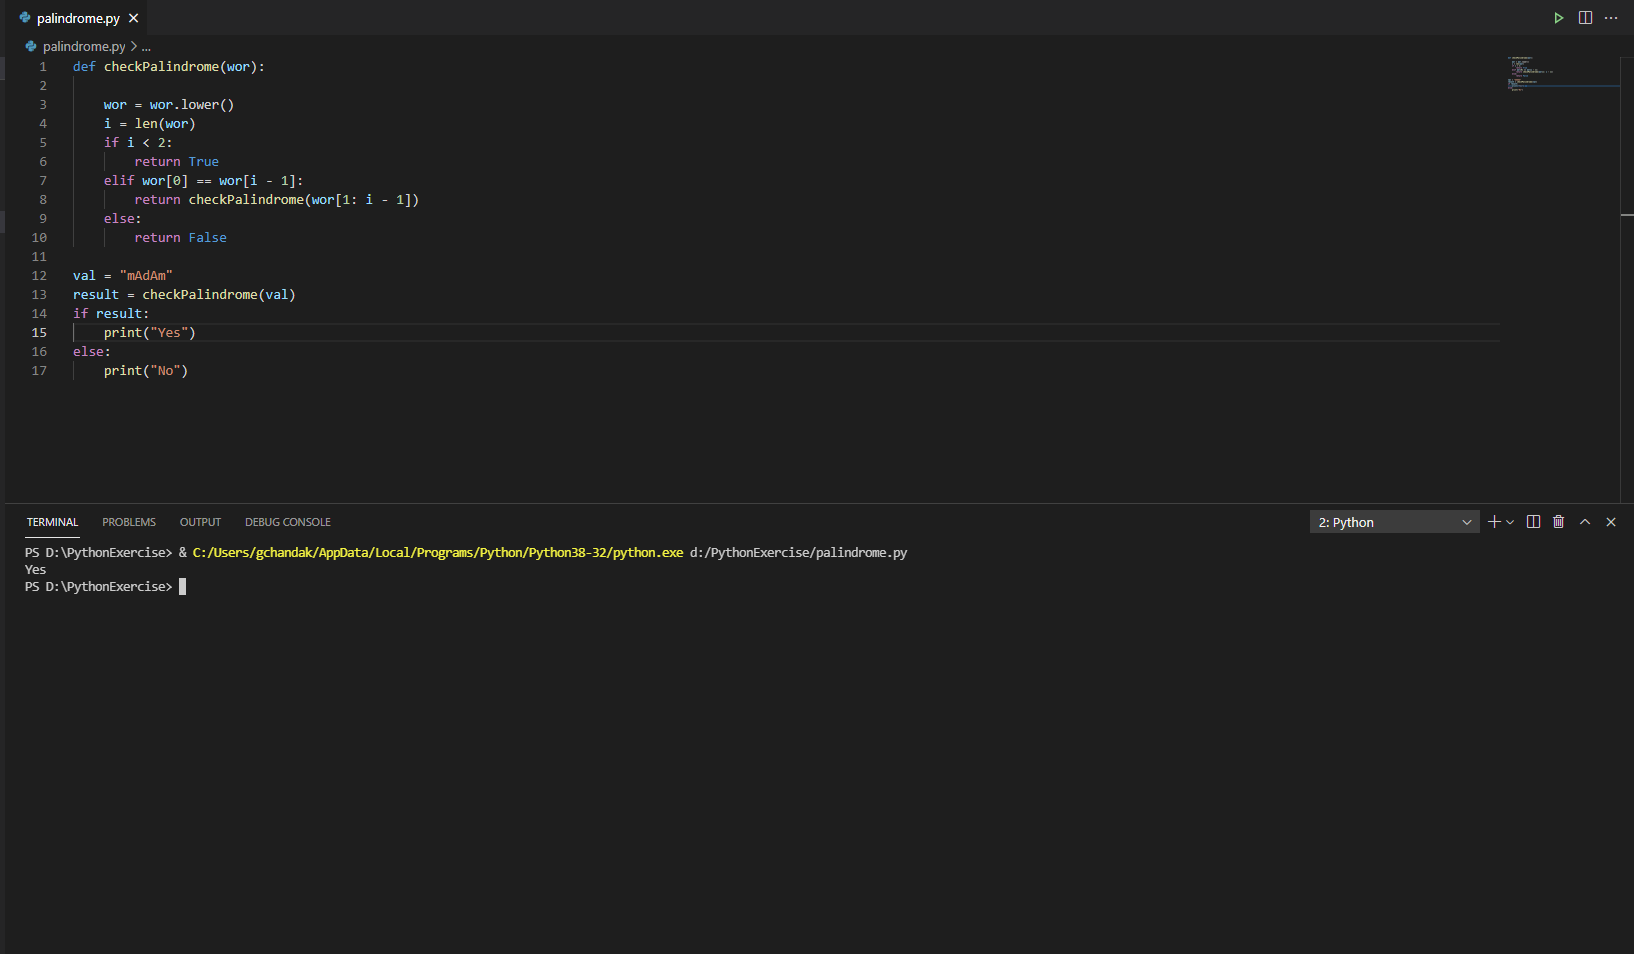 palindrome.py
palindrome.py > ...
1 def checkPalindrome(wor):
2
3     wor = wor.lower()
4     i = len(wor)
5     if i < 2:
6         return True
7     elif wor[0] == wor[i - 1]:
8         return checkPalindrome(wor[1: i - 1])
9     else:
10         return False
11
12 val = "mAdAm"
13 result = checkPalindrome(val)
14 if result:
15     print("Yes")
16 else:
17     print("No")
TERMINAL PROBLEMS OUTPUT DEBUG CONSOLE 2: Python
PS D:\PythonExercise> & C:/Users/gchandak/AppData/Local/Programs/Python/Python38-32/python.exe d:/PythonExercise/palindrome.py
Yes
PS D:\PythonExercise>